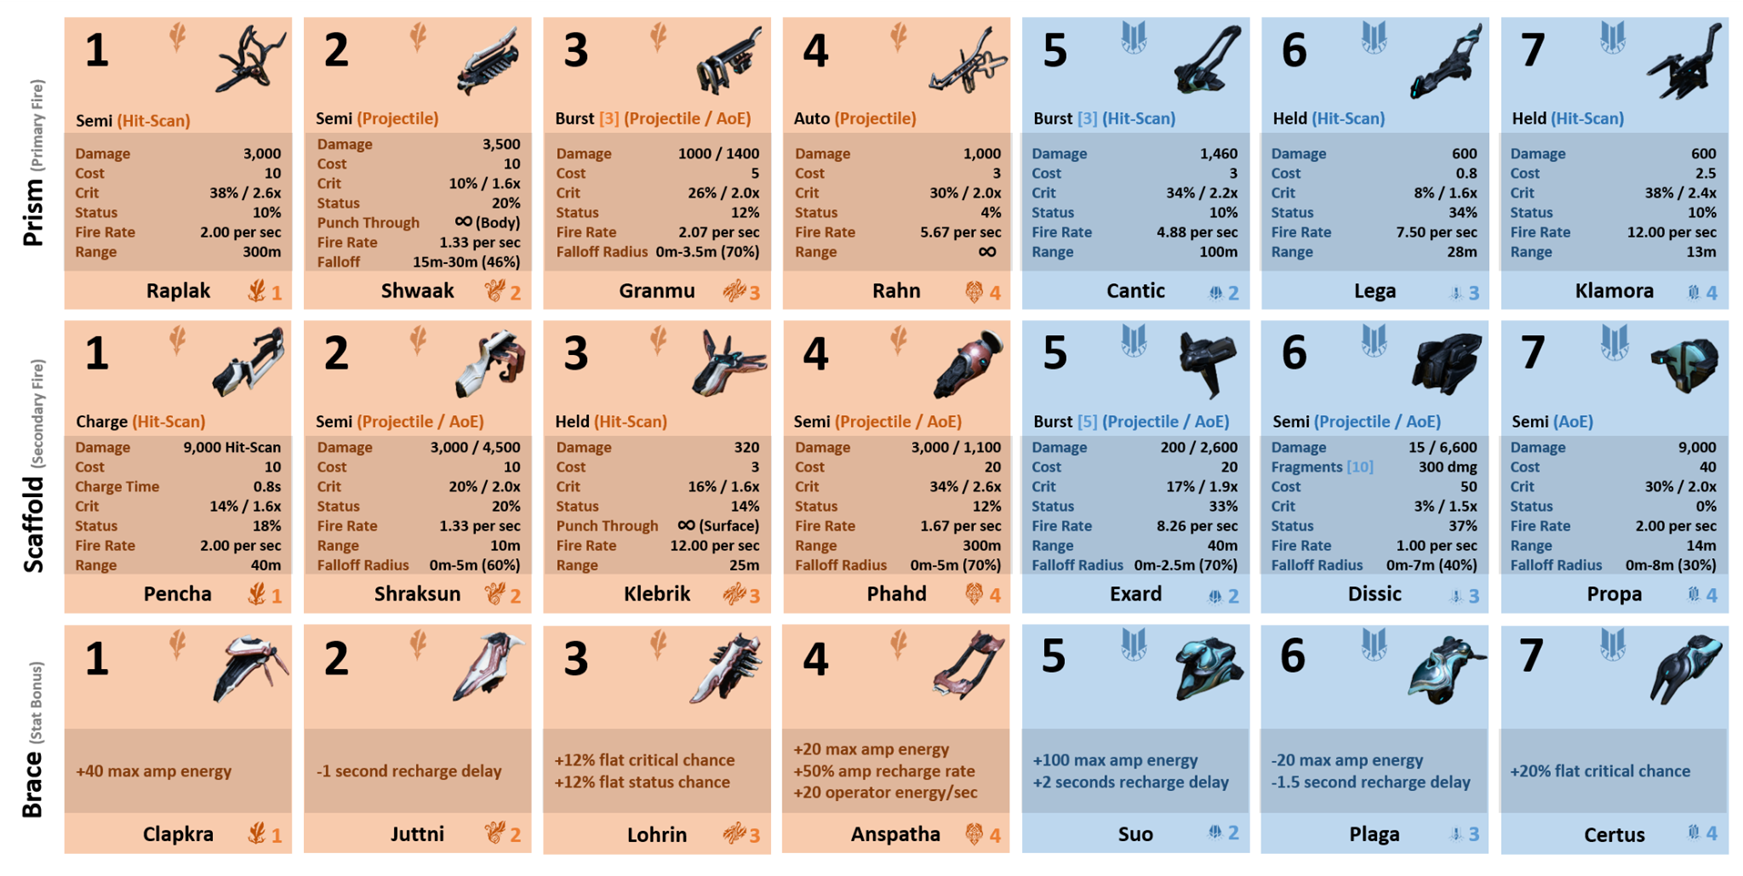 Prism (Primary Fire)
1
Semi (Hit-Scan)
Damage 3,000
Cost 10
Crit 38% / 2.6x
Status 10%
Fire Rate 2.00 per sec
Range 300m
Raplak 1
2
Semi (Projectile)
Damage 3,500
Cost 10
Crit 10% / 1.6x
Status 20%
Punch Through ∞ (Body)
Fire Rate 1.33 per sec
Falloff 15m-30m (46%)
Shwaak 2
3
Burst [3] (Projectile / AoE)
Damage 1000 / 1400
Cost 5
Crit 26% / 2.0x
Status 12%
Fire Rate 2.07 per sec
Falloff Radius 0m-3.5m (70%)
Granmu 3
4
Auto (Projectile)
Damage 1,000
Cost 3
Crit 30% / 2.0x
Status 4%
Fire Rate 5.67 per sec
Range ∞
Rahn 4
5
Burst [3] (Hit-Scan)
Damage 1,460
Cost 3
Crit 34% / 2.2x
Status 10%
Fire Rate 4.88 per sec
Range 100m
Cantic 2
6
Held (Hit-Scan)
Damage 600
Cost 0.8
Crit 8% / 1.6x
Status 34%
Fire Rate 7.50 per sec
Range 28m
Lega 3
7
Held (Hit-Scan)
Damage 600
Cost 2.5
Crit 38% / 2.4x
Status 10%
Fire Rate 12.00 per sec
Range 13m
Klamora 4
Scaffold (Secondary Fire)
1
Charge (Hit-Scan)
Damage 9,000 Hit-Scan
Cost 10
Charge Time 0.8s
Crit 14% / 1.6x
Status 18%
Fire Rate 2.00 per sec
Range 40m
Pencha 1
2
Semi (Projectile / AoE)
Damage 3,000 / 4,500
Cost 10
Crit 20% / 2.0x
Status 20%
Fire Rate 1.33 per sec
Range 10m
Falloff Radius 0m-5m (60%)
Shraksun 2
3
Held (Hit-Scan)
Damage 320
Cost 3
Crit 16% / 1.6x
Status 14%
Punch Through ∞ (Surface)
Fire Rate 12.00 per sec
Range 25m
Klebrik 3
4
Semi (Projectile / AoE)
Damage 3,000 / 1,100
Cost 20
Crit 34% / 2.6x
Status 12%
Fire Rate 1.67 per sec
Range 300m
Falloff Radius 0m-5m (70%)
Phahd 4
5
Burst [5] (Projectile / AoE)
Damage 200 / 2,600
Cost 20
Crit 17% / 1.9x
Status 33%
Fire Rate 8.26 per sec
Range 40m
Falloff Radius 0m-2.5m (70%)
Exard 2
6
Semi (Projectile / AoE)
Damage 15 / 6,600
Fragments [10] 300 dmg
Cost 50
Crit 3% / 1.5x
Status 37%
Fire Rate 1.00 per sec
Falloff Radius 0m-7m (40%)
Dissic 3
7
Semi (AoE)
Damage 9,000
Cost 40
Crit 30% / 2.0x
Status 0%
Fire Rate 2.00 per sec
Range 14m
Falloff Radius 0m-8m (30%)
Propa 4
Brace (Stat Bonus)
1
+40 max amp energy
Clapkra 1
2
-1 second recharge delay
Juttni 2
3
+12% flat critical chance
+12% flat status chance
Lohrin 3
4
+20 max amp energy
+50% amp recharge rate
+20 operator energy/sec
Anspatha 4
5
+100 max amp energy
+2 seconds recharge delay
Suo 2
6
-20 max amp energy
-1.5 second recharge delay
Plaga 3
7
+20% flat critical chance
Certus 4